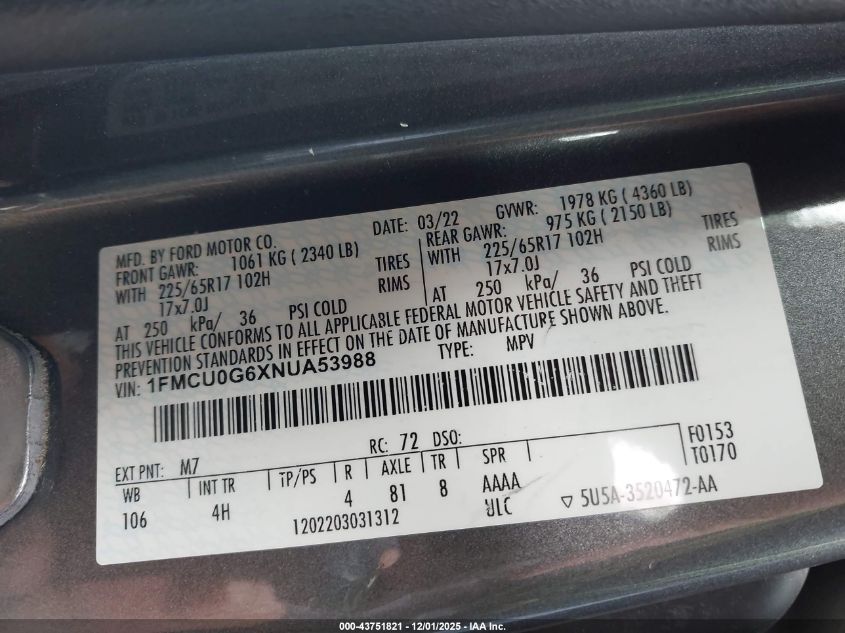 MFD. BY FORD MOTOR CO.
DATE: 03/22 GVWR: 1978 KG ( 4360 LB)
FRONT GAWR: 1061 KG ( 2340 LB)
REAR GAWR: 975 KG ( 2150 LB)
WITH 225/65R17 102H TIRES
WITH 225/65R17 102H TIRES
17x7.0J RIMS
17x7.0J RIMS
AT 250 kPa/ 36 PSI COLD
AT 250 kPa/ 36 PSI COLD
THIS VEHICLE CONFORMS TO ALL APPLICABLE FEDERAL MOTOR VEHICLE SAFETY AND THEFT
PREVENTION STANDARDS IN EFFECT ON THE DATE OF MANUFACTURE SHOWN ABOVE.
VIN: 1FMCU0G6XNUA53988 TYPE: MPV
EXT PNT: M7 RC: 72 DSO:
F0153
T0170
WB INT TR TP/PS R AXLE TR SPR
106 4H 4 81 8 AAAA
1202203031312
ULC
▽ 5U5A-3520472-AA
000-43751821 - 12/01/2025 - IAA Inc.